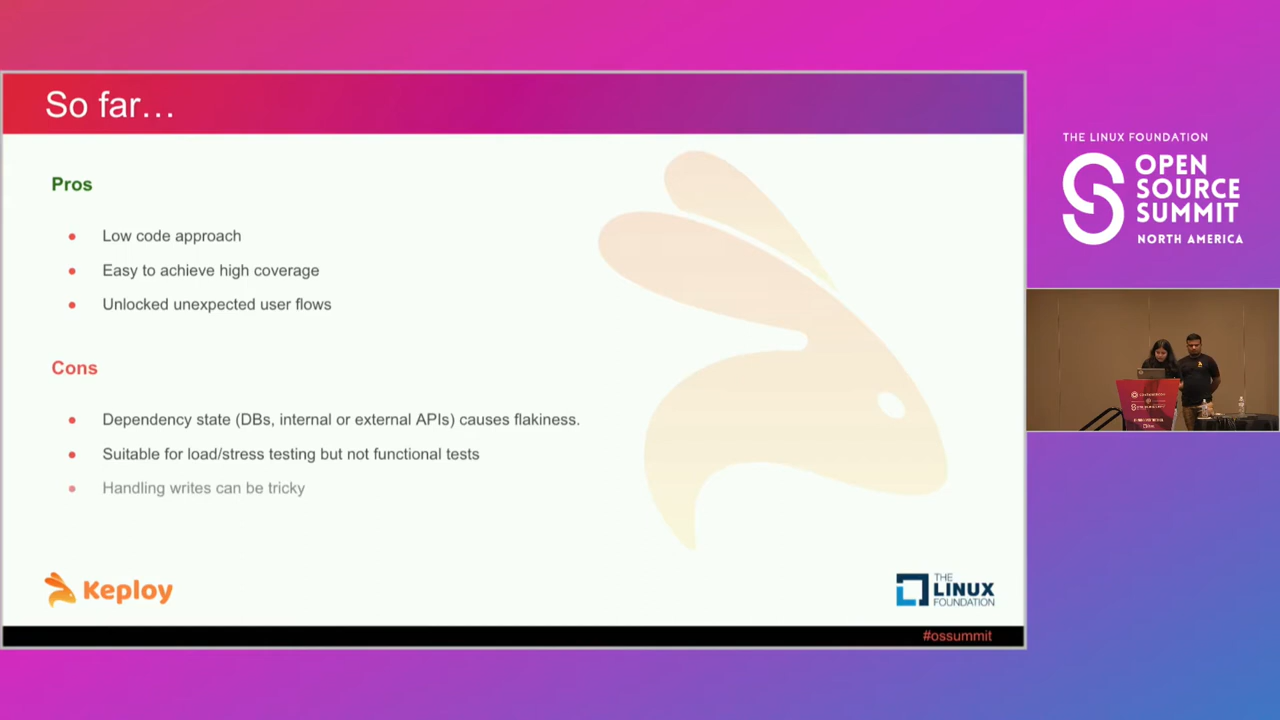 So far…
Pros
Low code approach
Easy to achieve high coverage
Unlocked unexpected user flows
Cons
Dependency state (DBs, internal or external APIs) causes flakiness.
Suitable for load/stress testing but not functional tests
Handling writes can be tricky
Keploy
THE
LINUX
FOUNDATION
#ossummit
THE LINUX FOUNDATION
OPEN
SOURCE
SUMMIT
NORTH AMERICA